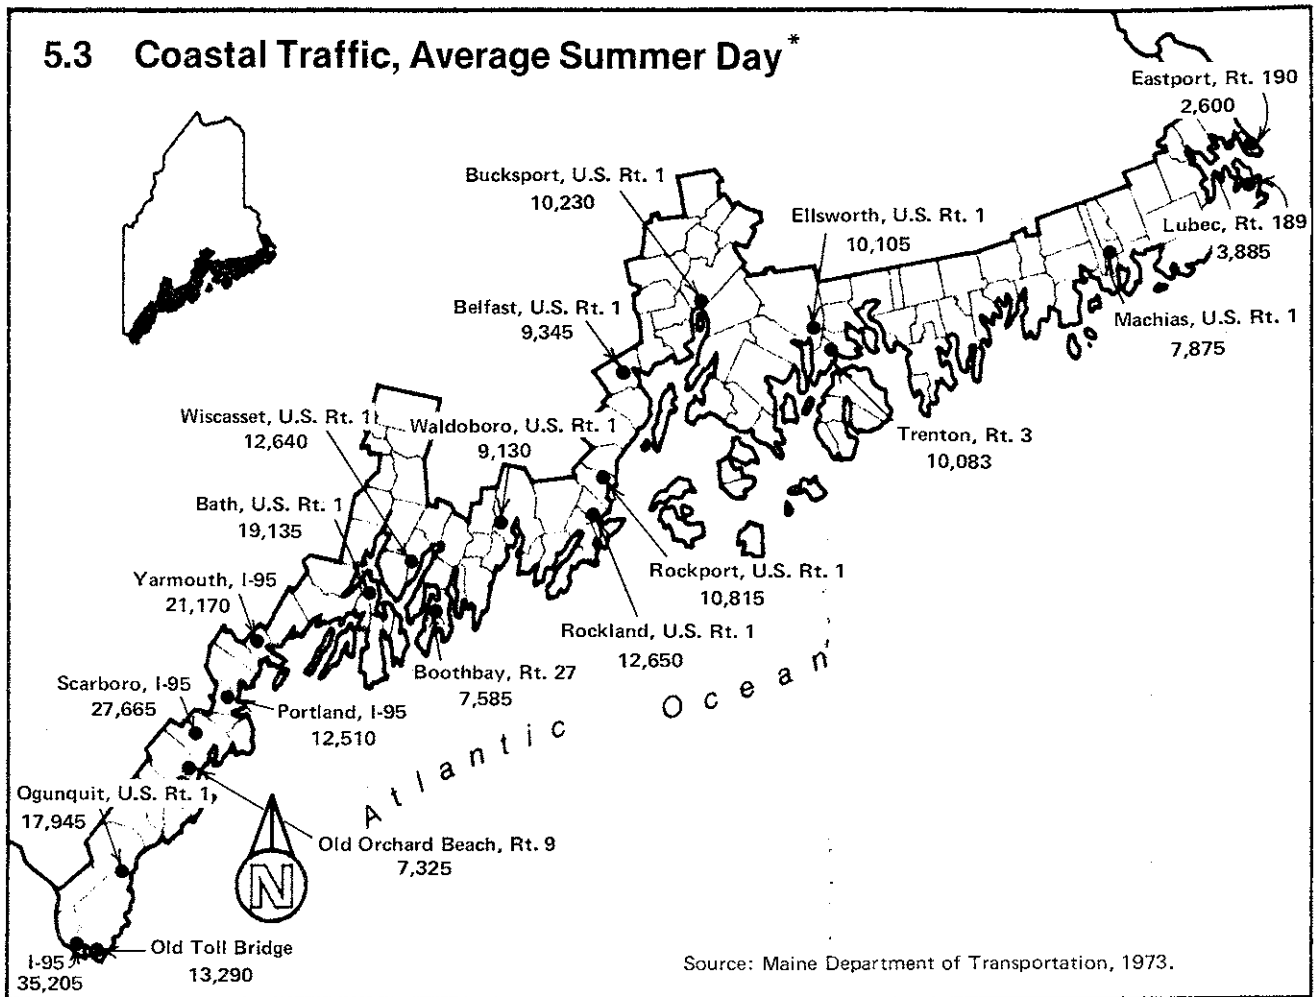 5.3 Coastal Traffic, Average Summer Day*
Eastport, Rt. 190
2,600
Bucksport, U.S. Rt. 1
10,230
Ellsworth, U.S. Rt. 1
10,105
Lubec, Rt. 189
3,885
Belfast, U.S. Rt. 1
9,345
Machias, U.S. Rt. 1
7,875
Wiscasset, U.S. Rt. 1
12,640
Waldoboro, U.S. Rt. 1
9,130
Trenton, Rt. 3
10,083
Bath, U.S. Rt. 1
19,135
Yarmouth, I-95
21,170
Rockport, U.S. Rt. 1
10,815
Rockland, U.S. Rt. 1
12,650
Boothbay, Rt. 27
7,585
Scarboro, I-95
27,665
Portland, I-95
12,510
Atlantic Ocean
Ogunquit, U.S. Rt. 1
17,945
Old Orchard Beach, Rt. 9
7,325
N
Old Toll Bridge
13,290
I-95
35,205
Source: Maine Department of Transportation, 1973.